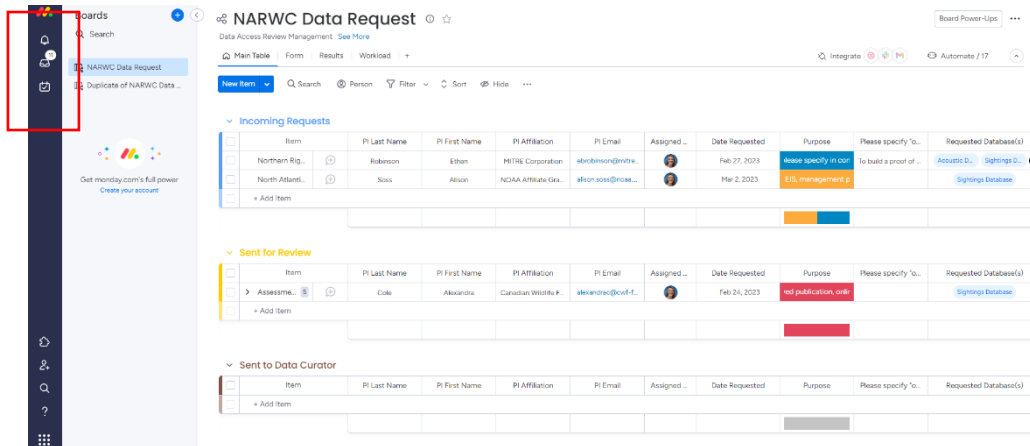 Boards
Search
11
NARWC Data Request
Duplicate of NARWC Data ...
Get monday.com's full power
Create your account
?
NARWC Data Request
Board Power-Ups
Data Access Review Management See More
Main Table Form Results Workload +
Integrate Automate / 17
New Item Search Person Filter Sort Hide ...
Incoming Requests
Item PI Last Name PI First Name PI Affiliation PI Email Assigned ... Date Requested Purpose Please specify "o... Requested Database(s)
Northern Rig... Robinson Ethan MITRE Corporation ebrobinson@mitre... Feb 27, 2023 lease specify in con To build a proof of ... Acoustic D... Sightings D...
North Atlanti... Soss Alison NOAA Affiliate Gra... alison.soss@noaa.... Mar 2, 2023 EIS, management p Sightings Database
+ Add Item
Sent for Review
Item PI Last Name PI First Name PI Affiliation PI Email Assigned ... Date Requested Purpose Please specify "o... Requested Database(s)
Assessme... 5 Cole Alexandra Canadian Wildlife F... alexandrac@cwf-f... Feb 24, 2023 ed publication, onli Sightings Database
+ Add Item
Sent to Data Curator
Item PI Last Name PI First Name PI Affiliation PI Email Assigned ... Date Requested Purpose Please specify "o... Requested Database(s)
+ Add Item